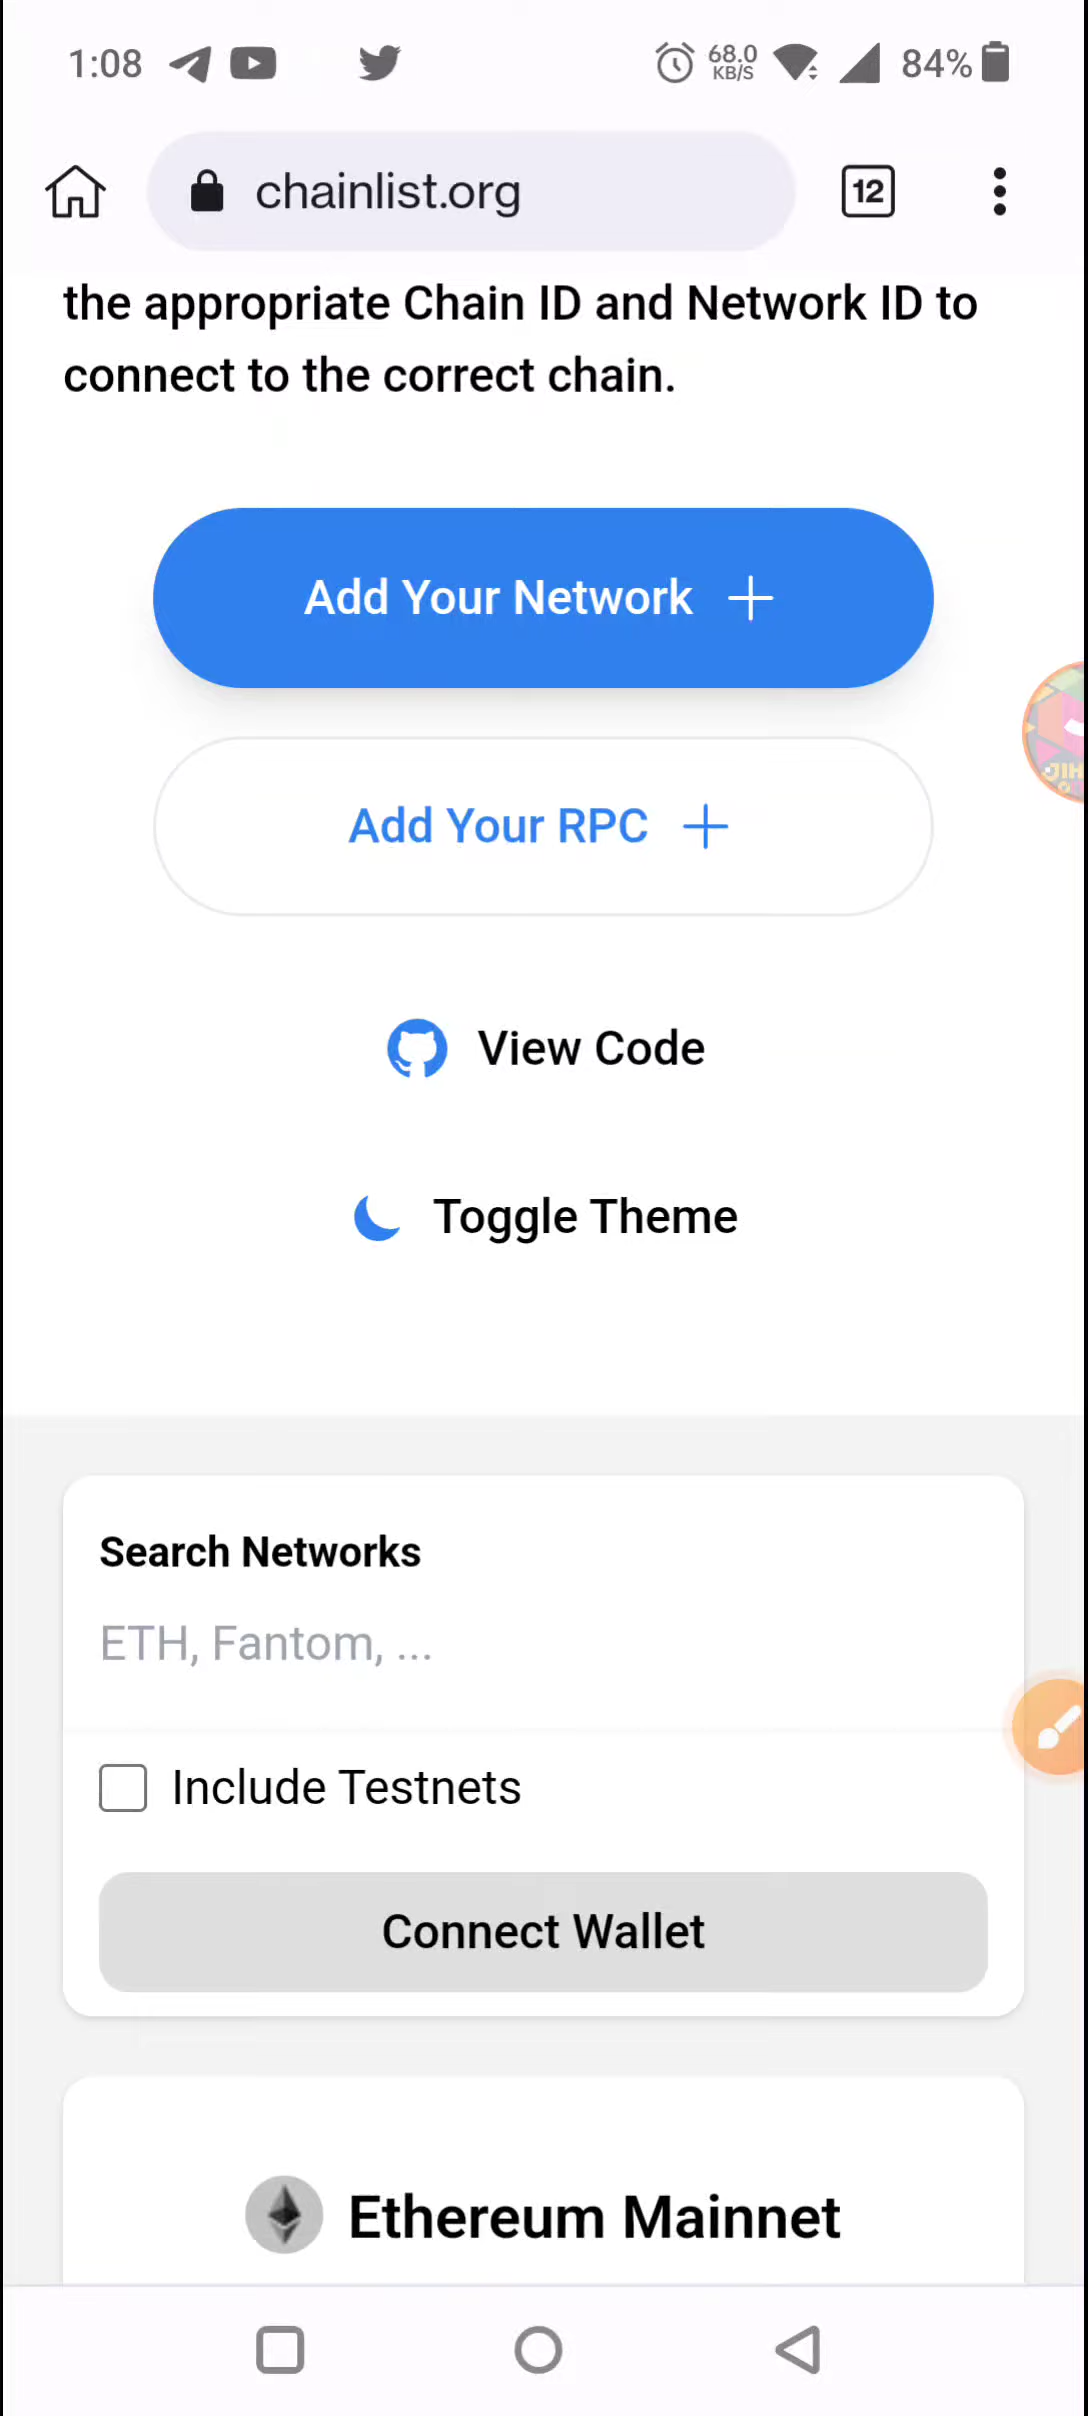 1:08
68.0
KB/S
84%
chainlist.org
12
the appropriate Chain ID and Network ID to
connect to the correct chain.
Add Your Network
Add Your RPC
JIH
View Code
Toggle Theme
Search Networks
ETH, Fantom, ...
Include Testnets
Connect Wallet
Ethereum Mainnet